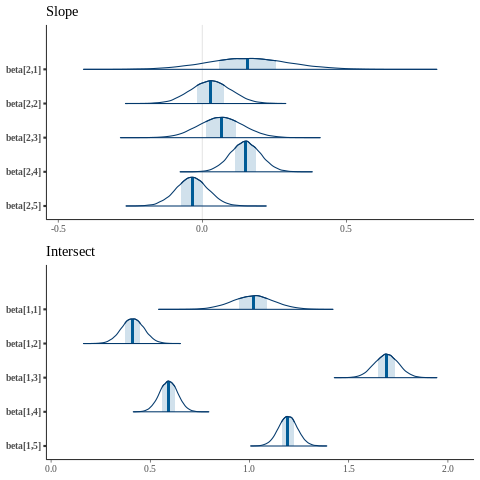 Slope
beta[2,1]
beta[2,2]
beta[2,3]
beta[2,4]
beta[2,5]
-0.5 0.0 0.5
Intersect
beta[1,1]
beta[1,2]
beta[1,3]
beta[1,4]
beta[1,5]
0.0 0.5 1.0 1.5 2.0